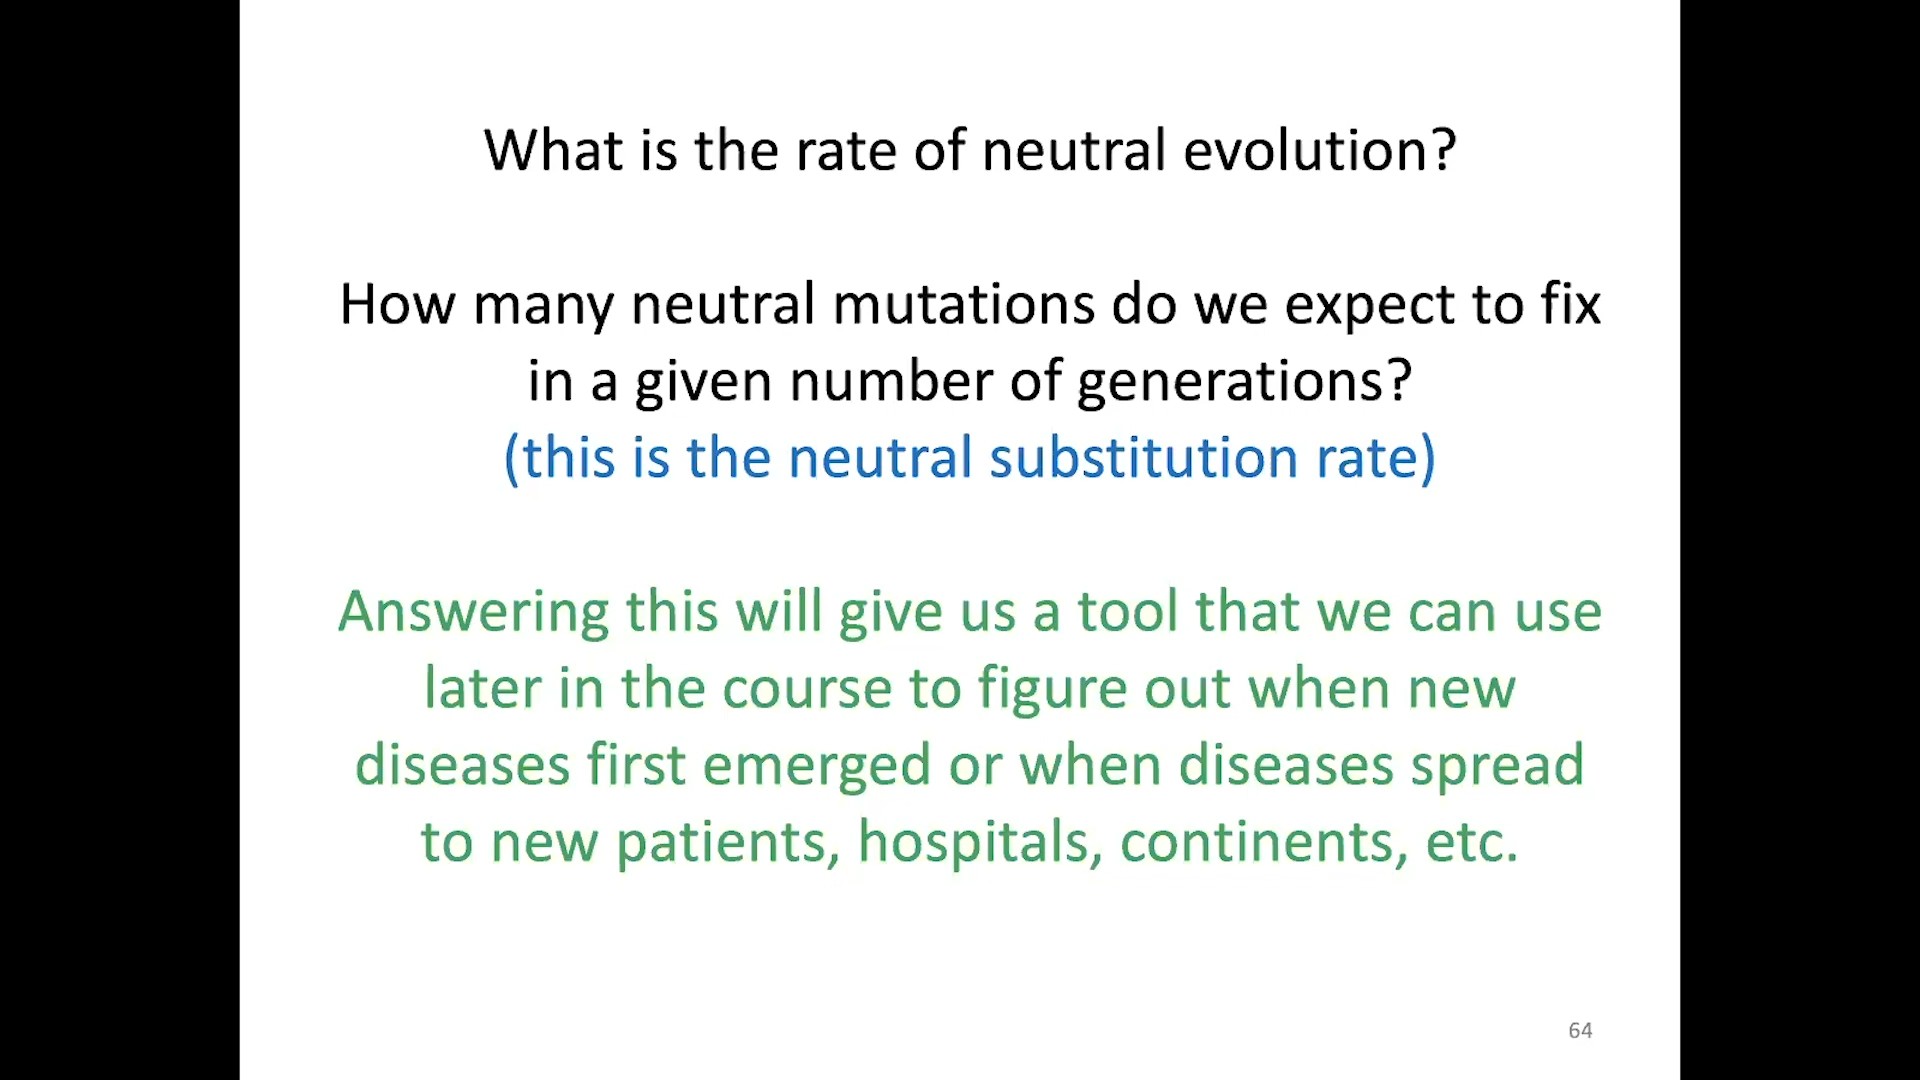 What is the rate of neutral evolution?
How many neutral mutations do we expect to fix
in a given number of generations?
(this is the neutral substitution rate)
Answering this will give us a tool that we can use
later in the course to figure out when new
diseases first emerged or when diseases spread
to new patients, hospitals, continents, etc.
64